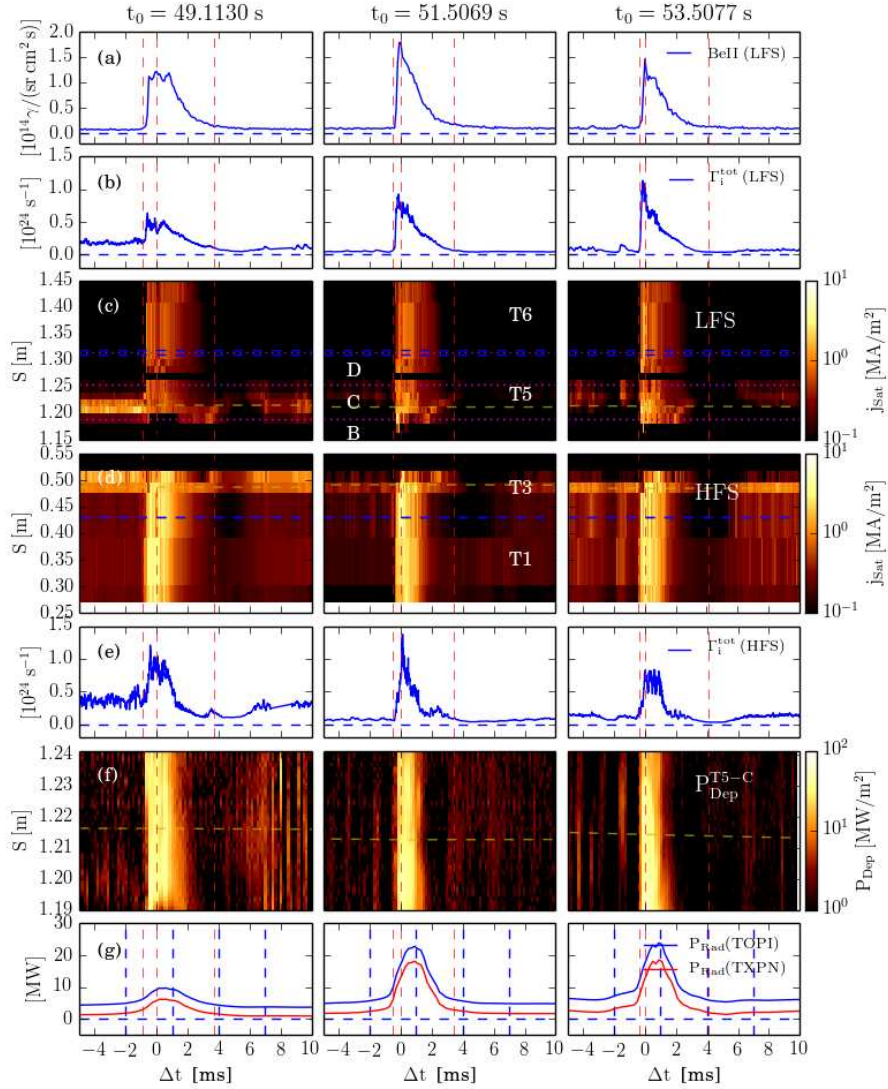 t₀ = 49.1130 s t₀ = 51.5069 s t₀ = 53.5077 s
[10¹⁴γ/(sr cm² s)]
2.0
1.5
1.0
0.5
0.0
(a)
BeII (LFS)
[10²⁴ s⁻¹]
1.5
1.0
0.5
0.0
(b)
Γᵢᵗᵒᵗ (LFS)
S [m]
1.45
1.40
1.35
1.30
1.25
1.20
1.15
(c)
T6
D
T5
C
B
LFS
10¹
10⁰
10⁻¹
jSat [MA/m²]
S [m]
0.55
0.50
0.45
0.40
0.35
0.30
0.25
(d)
T3
T1
HFS
10¹
10⁰
10⁻¹
jSat [MA/m²]
[10²⁴ s⁻¹]
1.5
1.0
0.5
0.0
(e)
Γᵢᵗᵒᵗ (HFS)
S [m]
1.24
1.23
1.22
1.21
1.20
1.19
(f)
P_Dep^T5−C
10²
10¹
10⁰
P_Dep [MW/m²]
[MW]
30
20
10
0
(g)
P_Rad(TOPI)
P_Rad(TXPN)
−4 −2 0 2 4 6 8 10 −4 −2 0 2 4 6 8 10 −4 −2 0 2 4 6 8 10
Δt [ms] Δt [ms] Δt [ms]